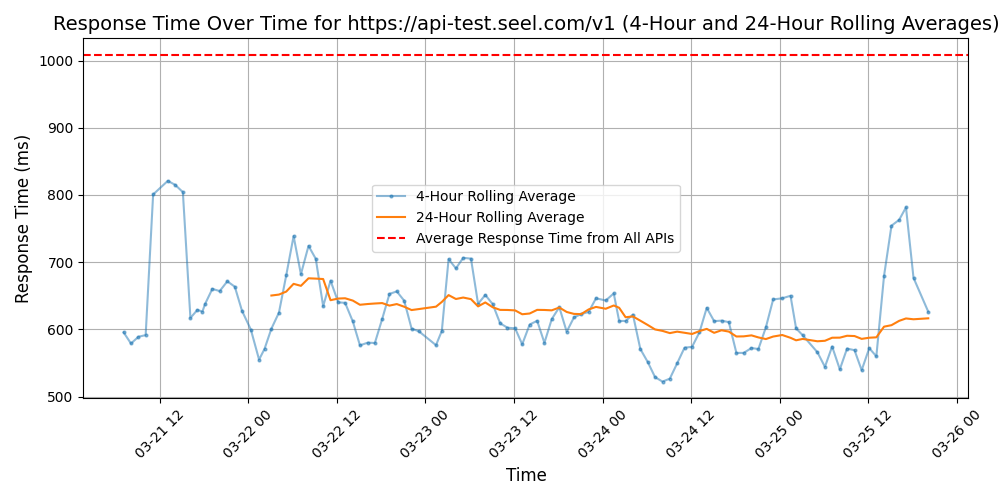 Response Time Over Time for https://api-test.seel.com/v1 (4-Hour and 24-Hour Rolling Averages)
Response Time (ms)
1000
900
800
700
600
500
4-Hour Rolling Average
24-Hour Rolling Average
Average Response Time from All APIs
03-21 12
03-22 00
03-22 12
03-23 00
03-23 12
03-24 00
03-24 12
03-25 00
03-25 12
03-26 00
Time